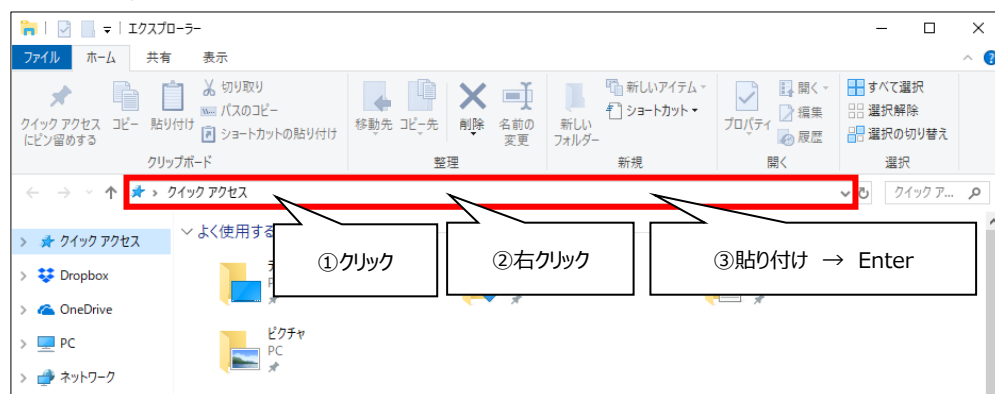 エクスプローラー
ファイル ホーム 共有 表示
クイック アクセス
にピン留めする
コピー
貼り付け
切り取り
パスのコピー
ショートカットの貼り付け
クリップボード
移動先
コピー先
削除
名前の
変更
整理
新しい
フォルダー
新しいアイテム
ショートカット
新規
プロパティ
開く
編集
履歴
開く
すべて選択
選択解除
選択の切り替え
選択
クイック アクセス
クイック ア...
クイック アクセス
Dropbox
OneDrive
PC
ネットワーク
よく使用する
①クリック
②右クリック
③貼り付け → Enter
ピクチャ
PC